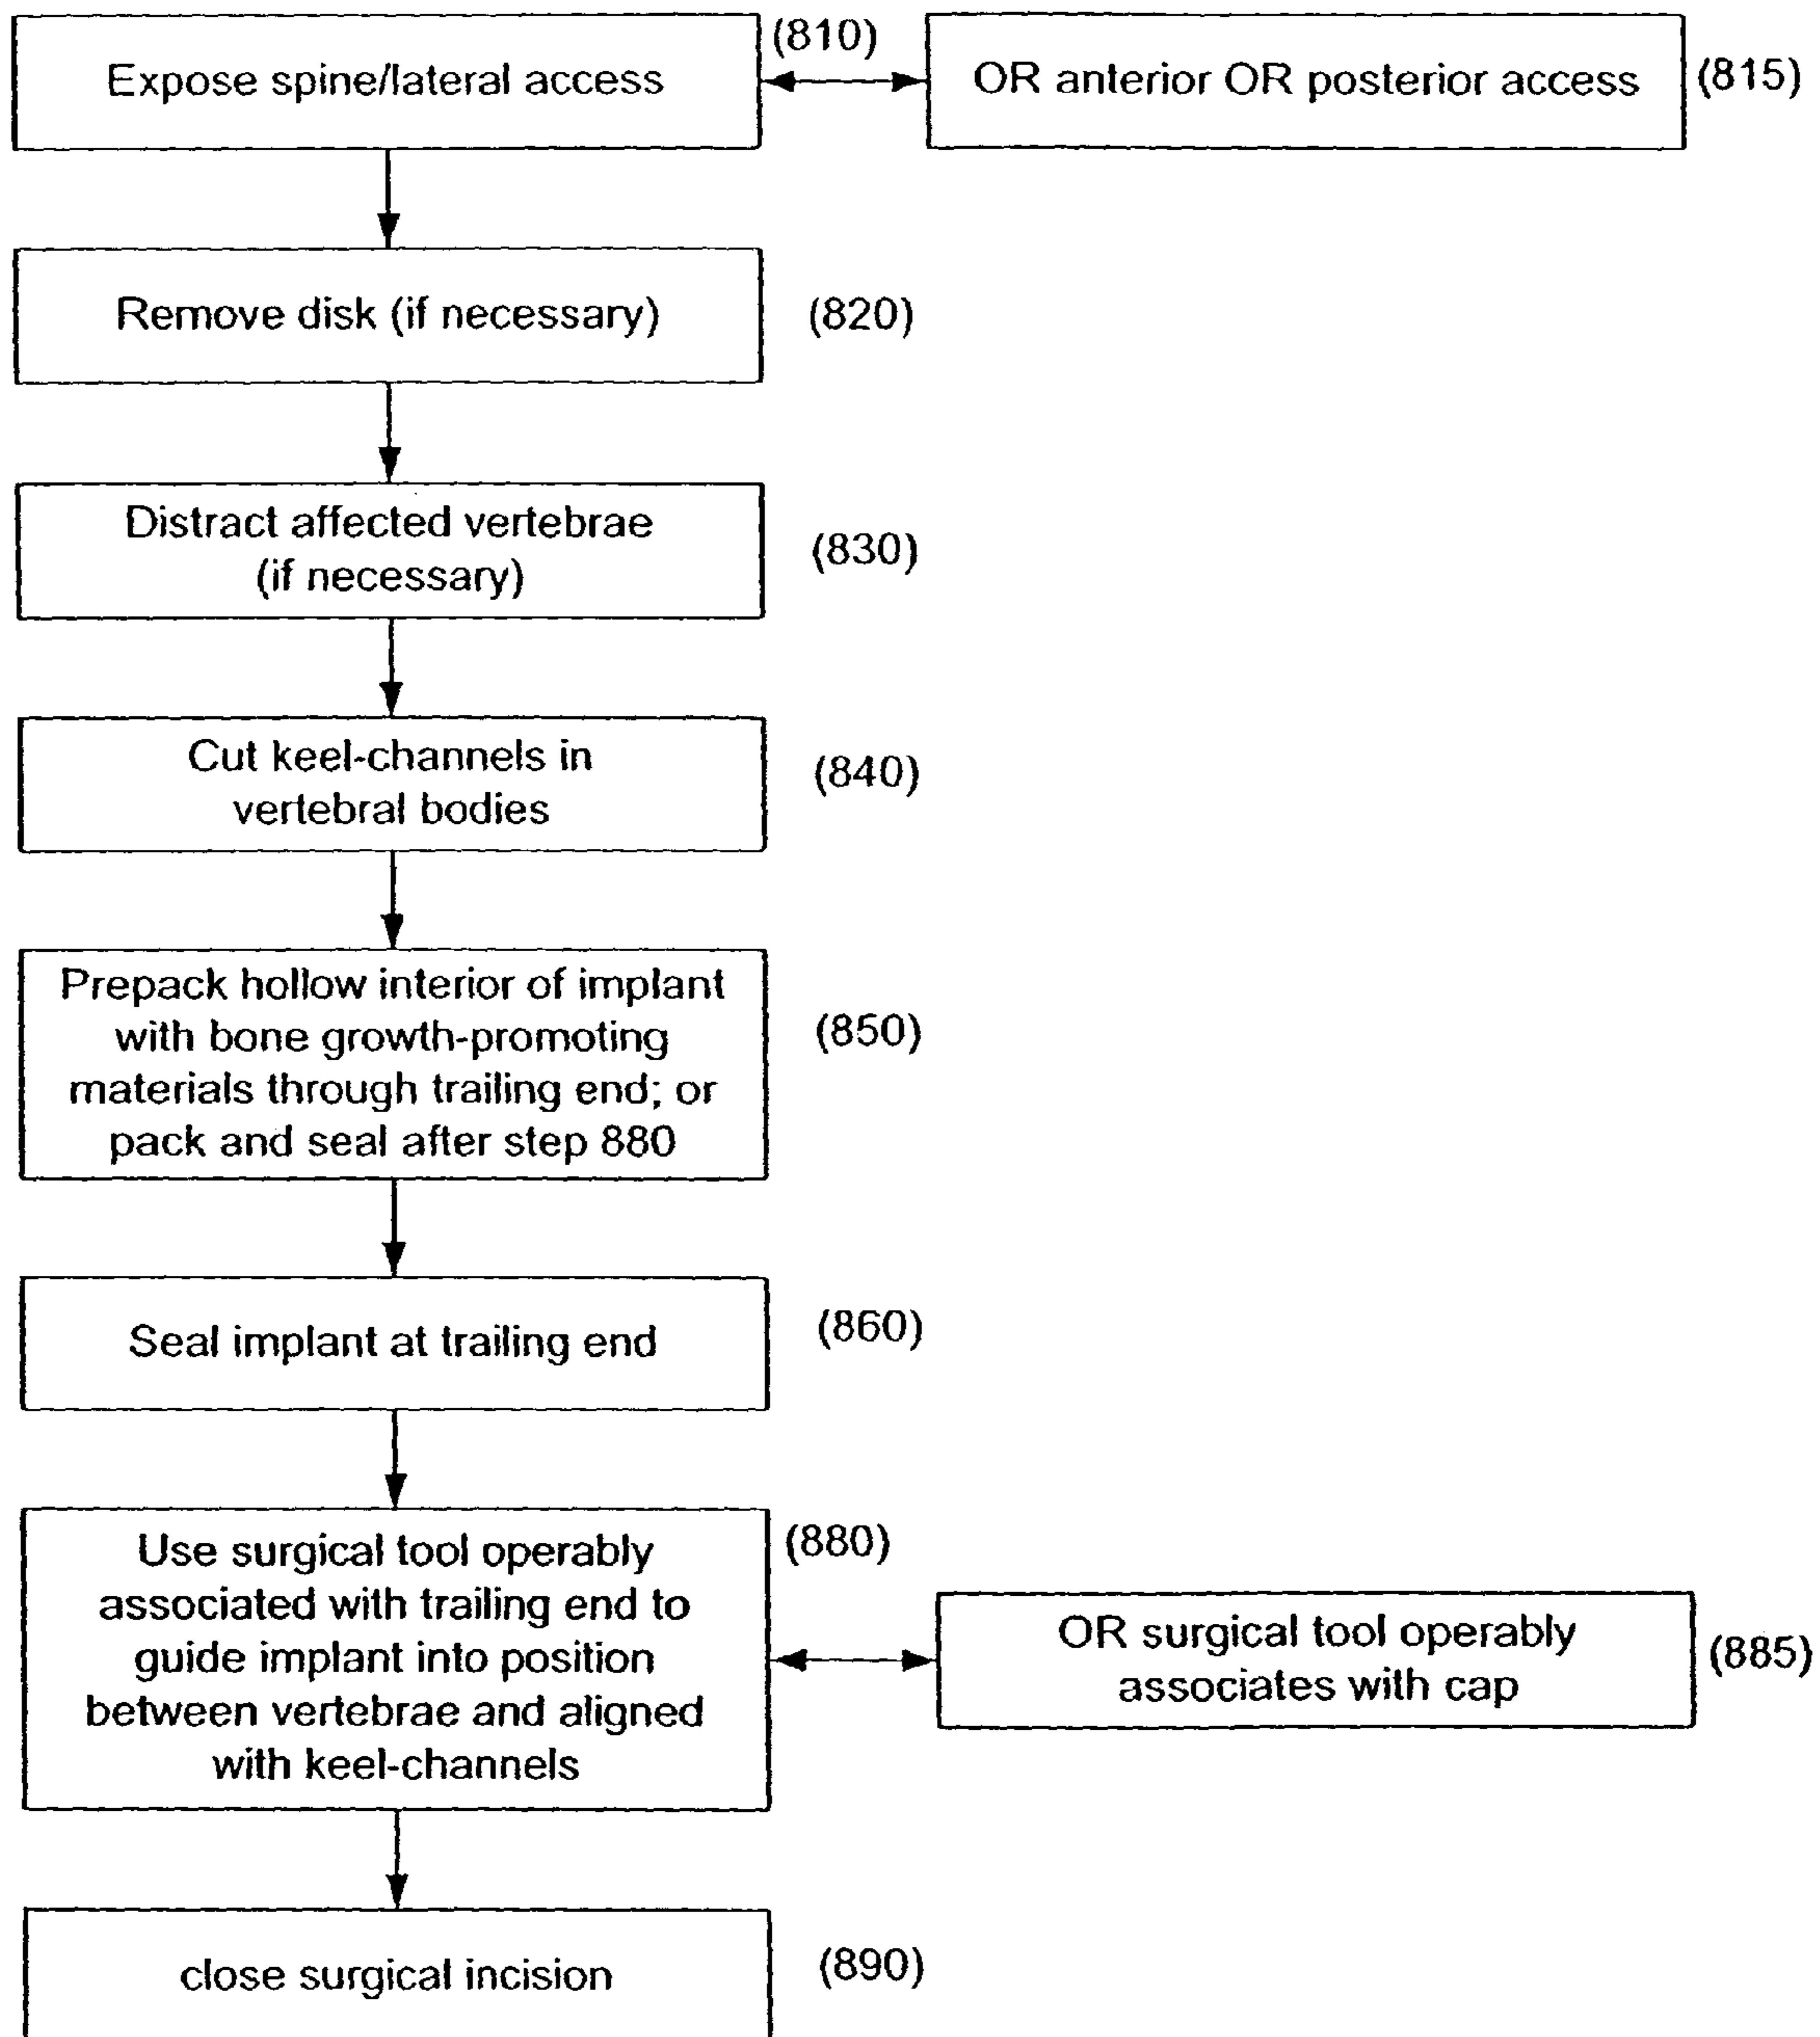 Expose spine/lateral access
(810)
OR anterior OR posterior access
(815)
Remove disk (if necessary)
(820)
Distract affected vertebrae
(if necessary)
(830)
Cut keel-channels in
vertebral bodies
(840)
Prepack hollow interior of implant
with bone growth-promoting
materials through trailing end; or
pack and seal after step 880
(850)
Seal implant at trailing end
(860)
Use surgical tool operably
associated with trailing end to
guide implant into position
between vertebrae and aligned
with keel-channels
(880)
OR surgical tool operably
associates with cap
(885)
close surgical incision
(890)